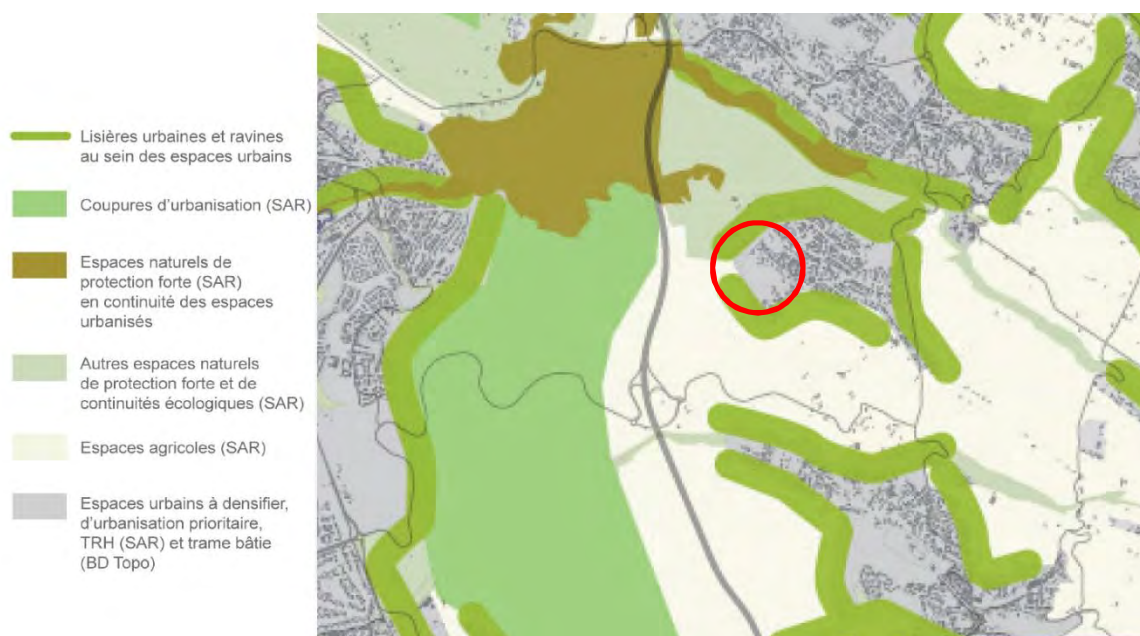 Lisières urbaines et ravines
au sein des espaces urbains
Coupures d'urbanisation (SAR)
Espaces naturels de
protection forte (SAR)
en continuité des espaces
urbanisés
Autres espaces naturels
de protection forte et de
continuités écologiques (SAR)
Espaces agricoles (SAR)
Espaces urbains à densifier,
d'urbanisation prioritaire,
TRH (SAR) et trame bâtie
(BD Topo)